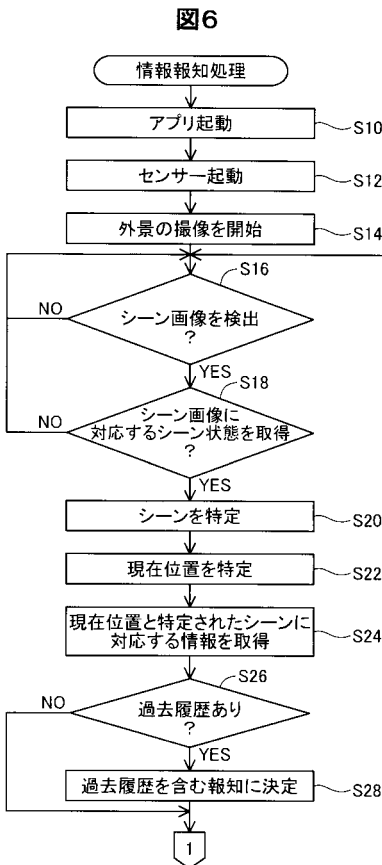 図6
情報報知処理
アプリ起動
S10
センサー起動
S12
外景の撮像を開始
S14
S16
NO
シーン画像を検出
?
YES
S18
NO
シーン画像に
対応するシーン状態を取得
?
YES
シーンを特定
S20
現在位置を特定
S22
現在位置と特定されたシーンに
対応する情報を取得
S24
S26
NO
過去履歴あり
?
YES
過去履歴を含む報知に決定
S28
1